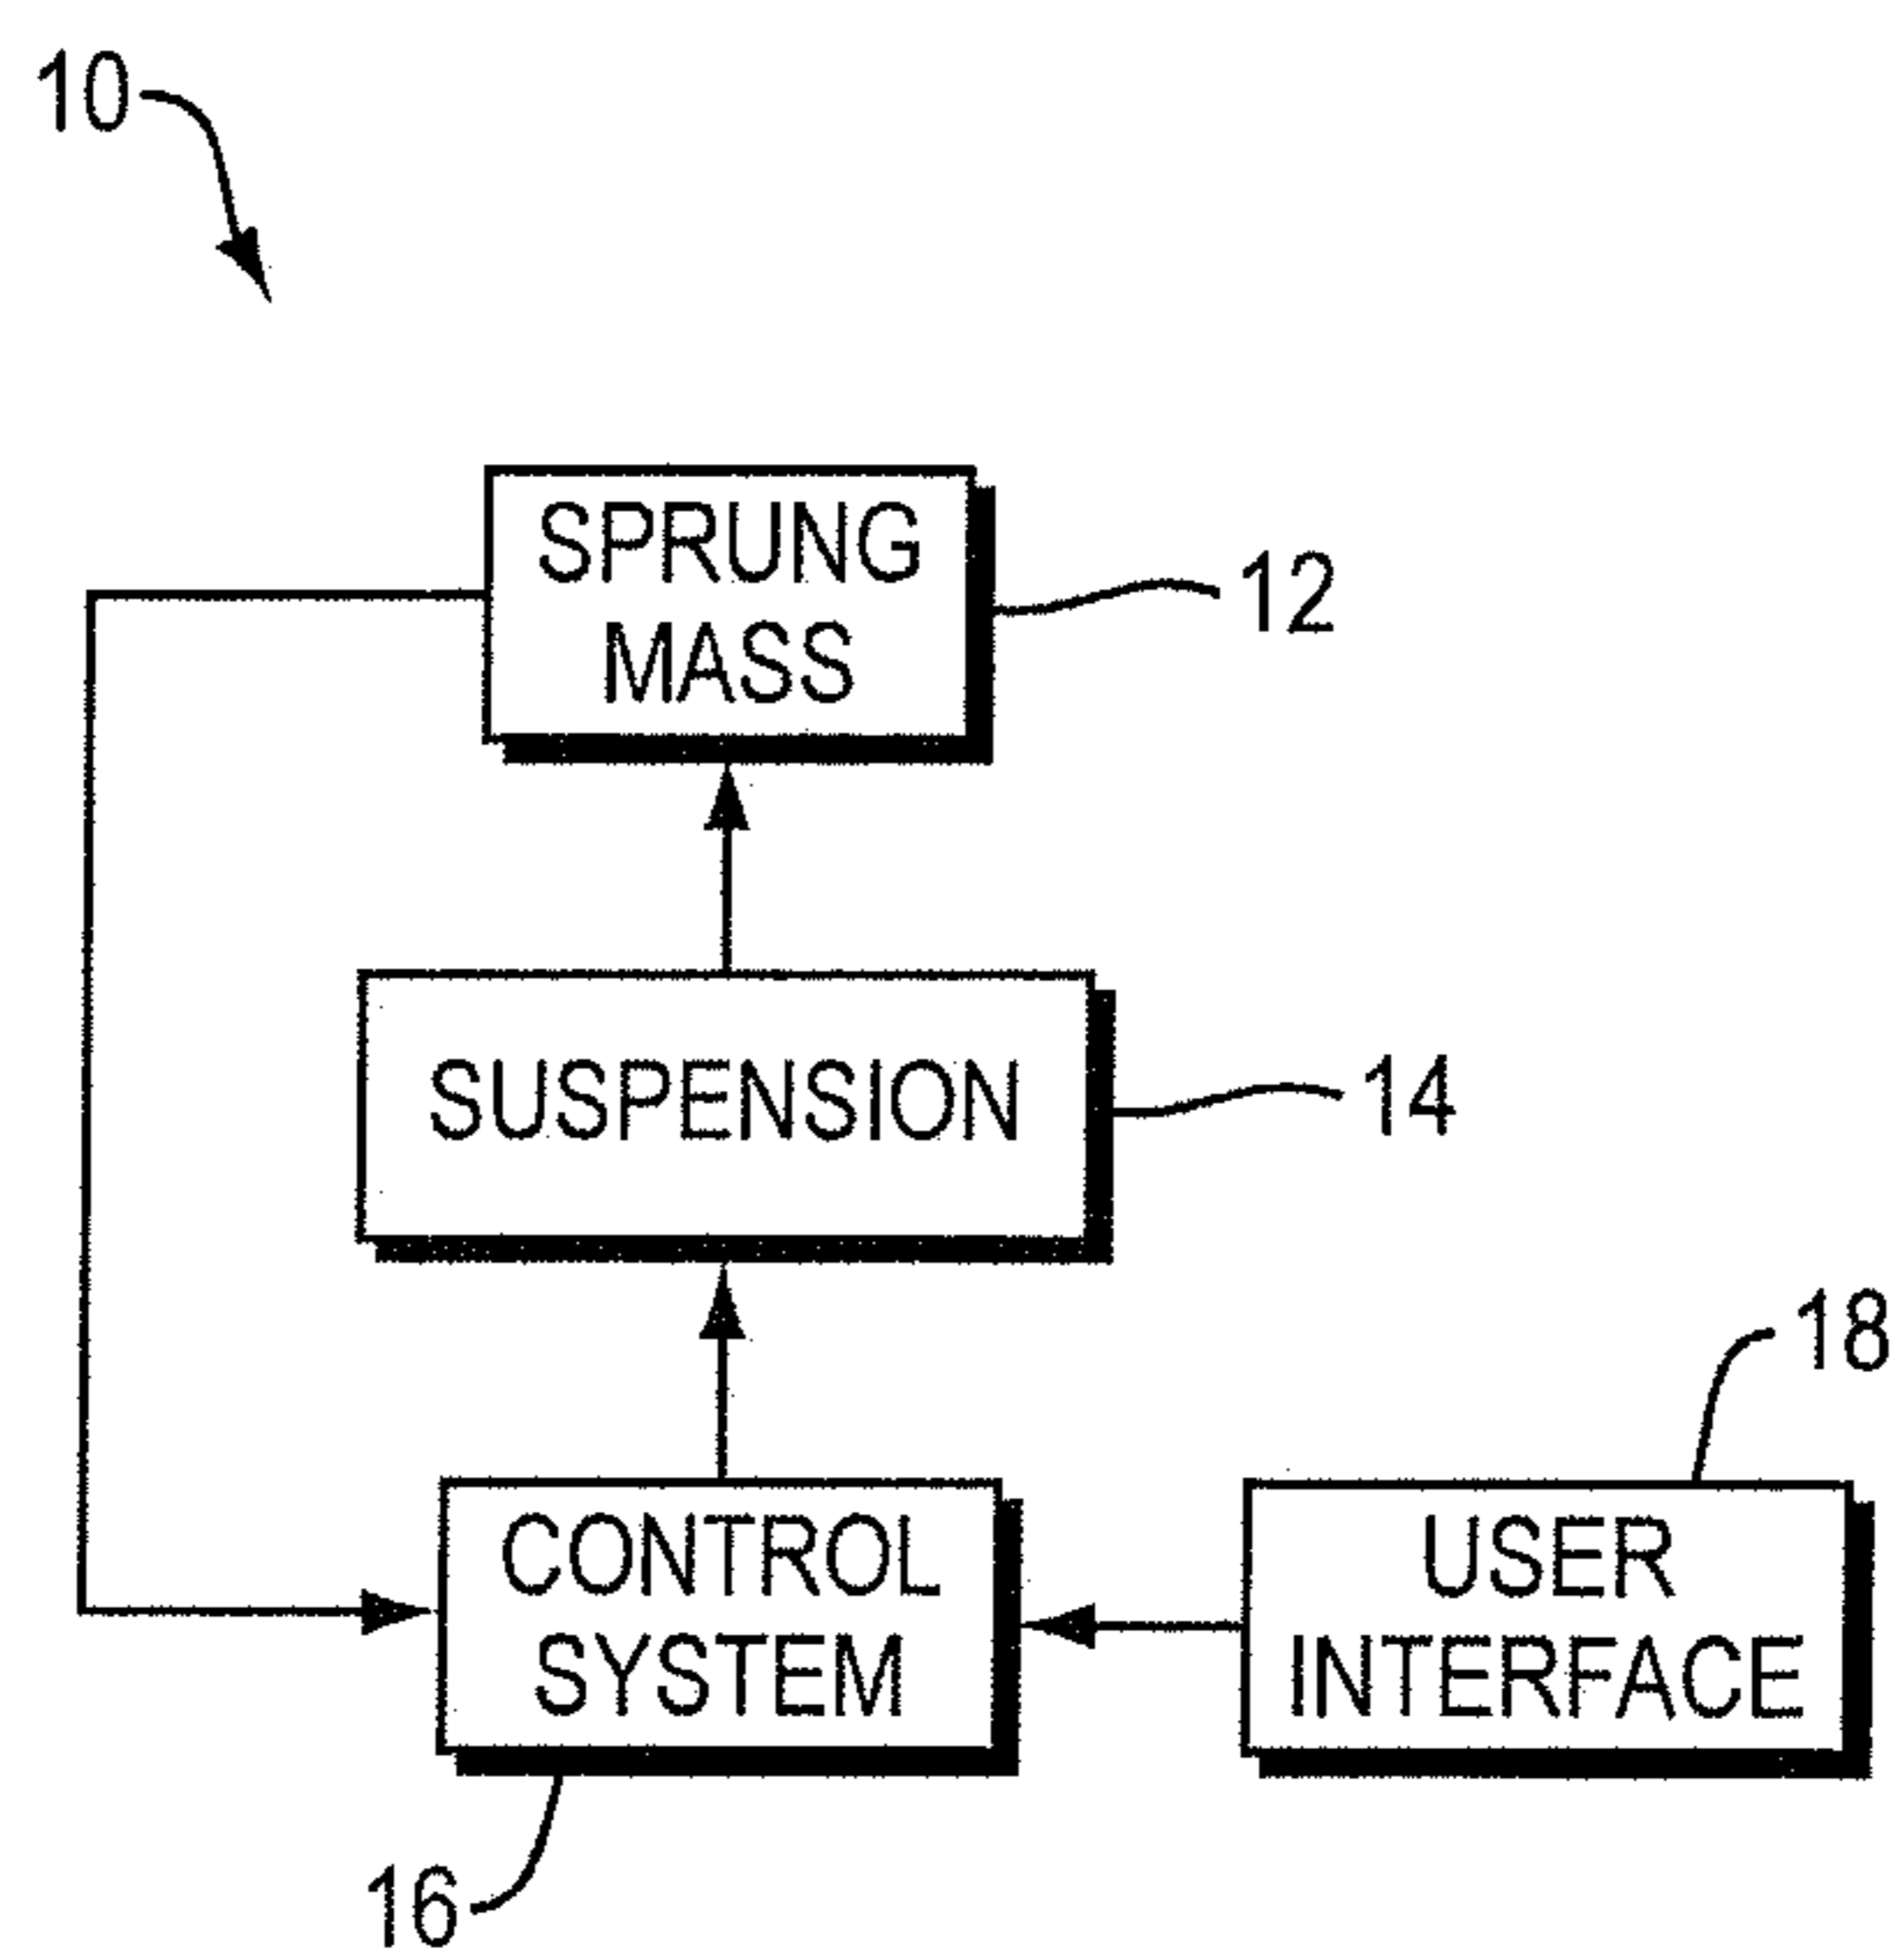 10
SPRUNG
MASS
12
SUSPENSION
14
18
CONTROL
SYSTEM
USER
INTERFACE
16